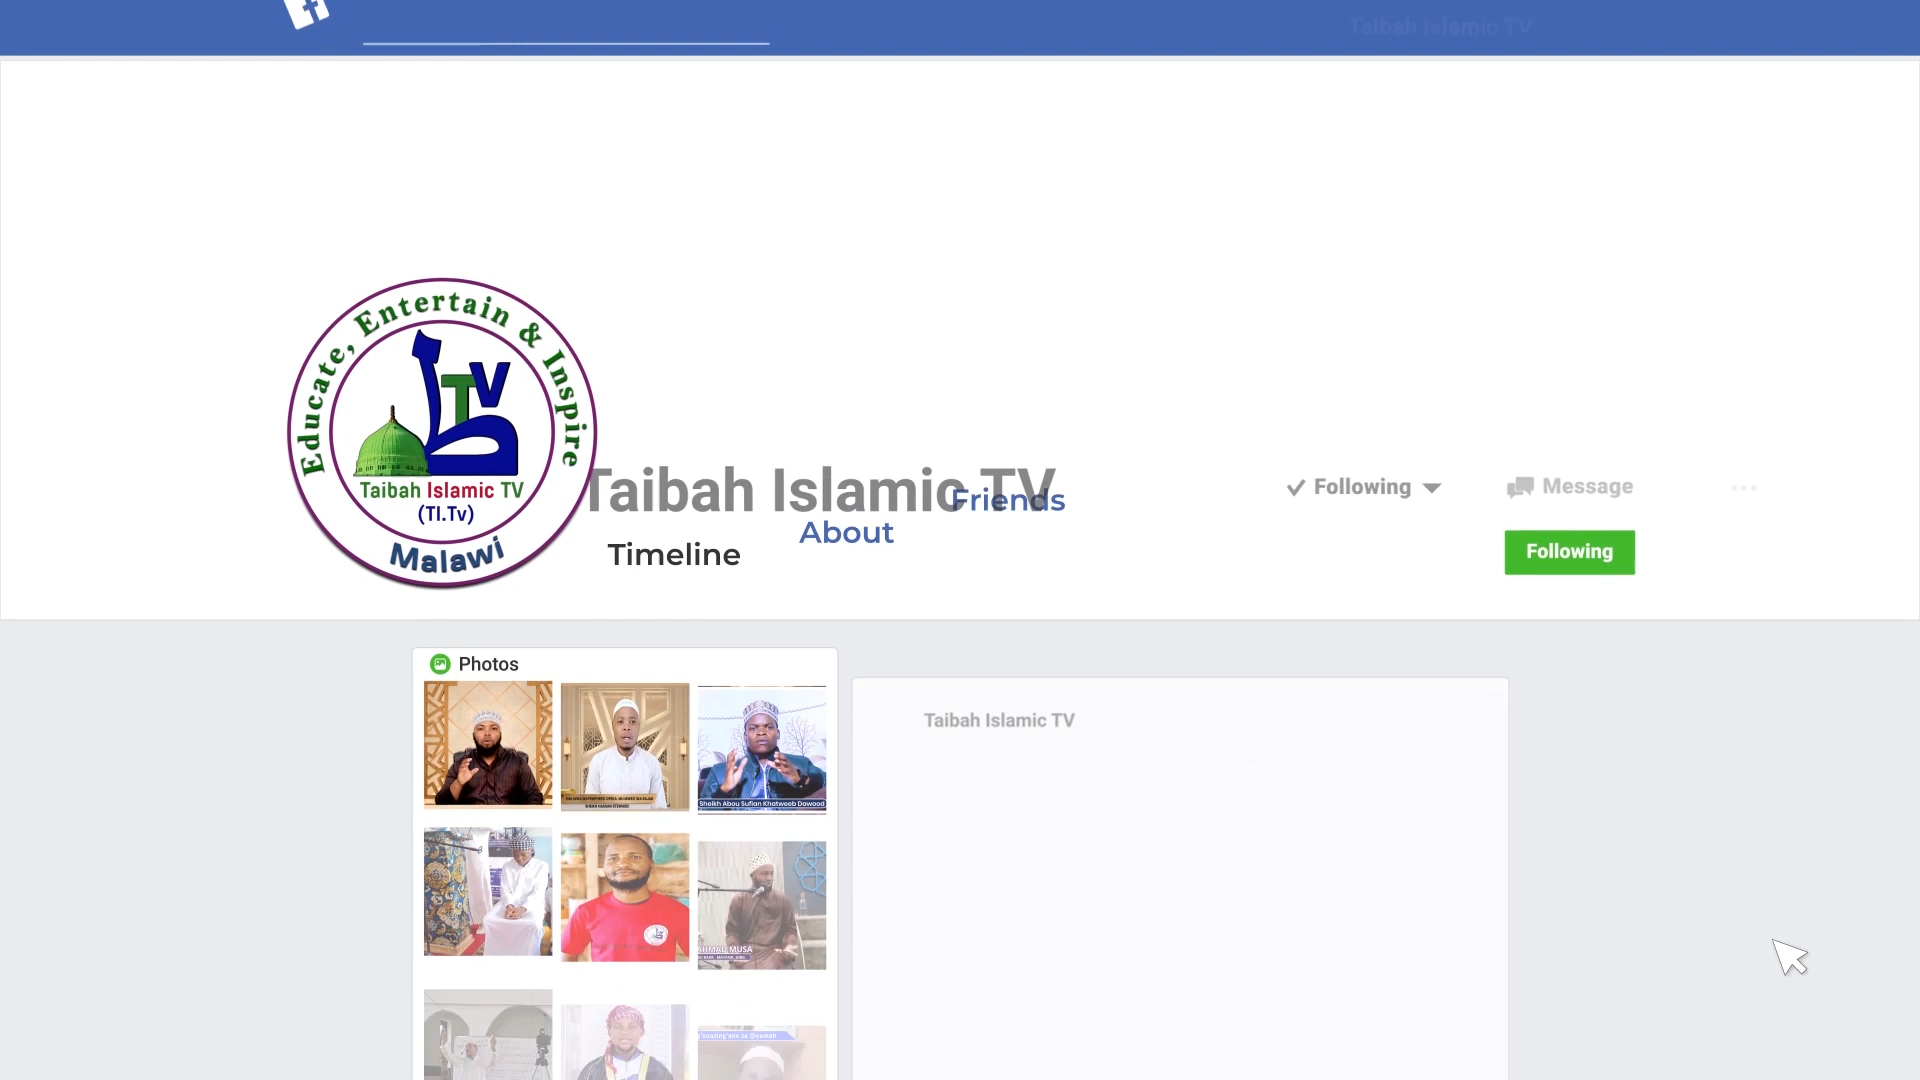 Taibah Islamic TV
Educate, Entertain & Inspire
TV
Taibah Islamic TV
(TI.Tv)
Malawi
Taibah Islamic TV
Timeline
About
Friends
Following
Message
Following
Photos
Sheikh Abou Sufian Khatweeb Dawood
AHMAD MUSA
Taibah Islamic TV